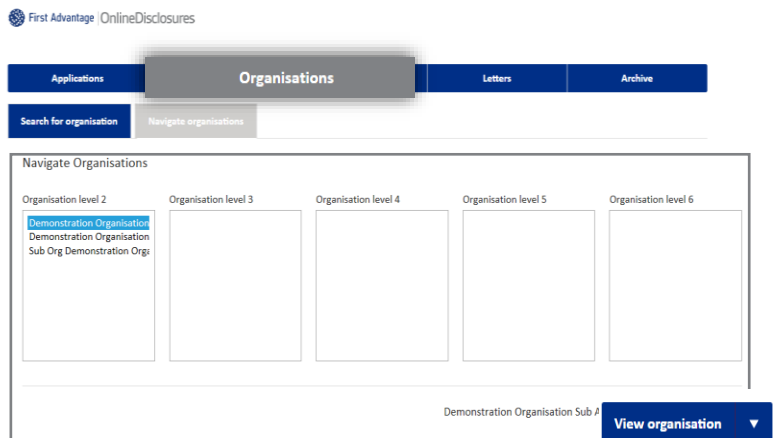 First Advantage | OnlineDisclosures
Applications Organisations Letters Archive
Search for organisation Navigate organisations
Navigate Organisations
Organisation level 2 Organisation level 3 Organisation level 4 Organisation level 5 Organisation level 6
Demonstration Organisation
Demonstration Organisation
Sub Org Demonstration Orga
Demonstration Organisation Sub A
View organisation ▼